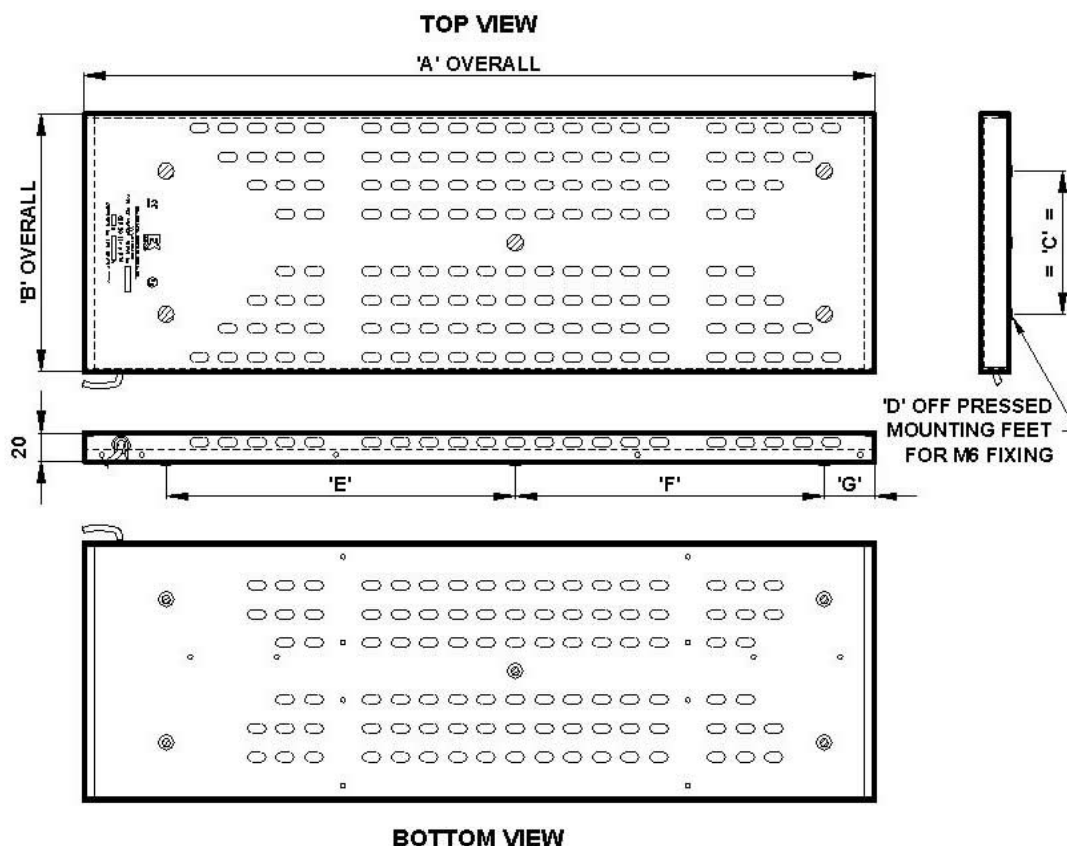 TOP VIEW
'A' OVERALL
'B' OVERALL
= 'C' =
'D' OFF PRESSED
MOUNTING FEET
FOR M6 FIXING
20
'E'
'F'
'G'
BOTTOM VIEW